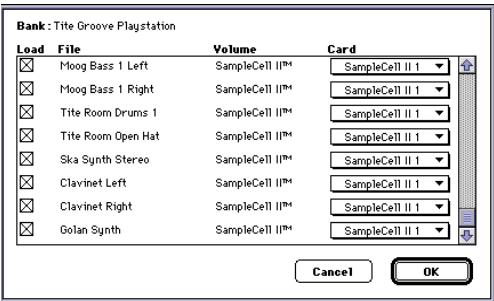 Bank: Tite Groove Playstation
Load File Volume Card
Moog Bass 1 Left SampleCell II™ SampleCell II 1
Moog Bass 1 Right SampleCell II™ SampleCell II 1
Tite Room Drums 1 SampleCell II™ SampleCell II 1
Tite Room Open Hat SampleCell II™ SampleCell II 1
Ska Synth Stereo SampleCell II™ SampleCell II 1
Clavinet Left SampleCell II™ SampleCell II 1
Clavinet Right SampleCell II™ SampleCell II 1
Golan Synth SampleCell II™ SampleCell II 1
Cancel OK